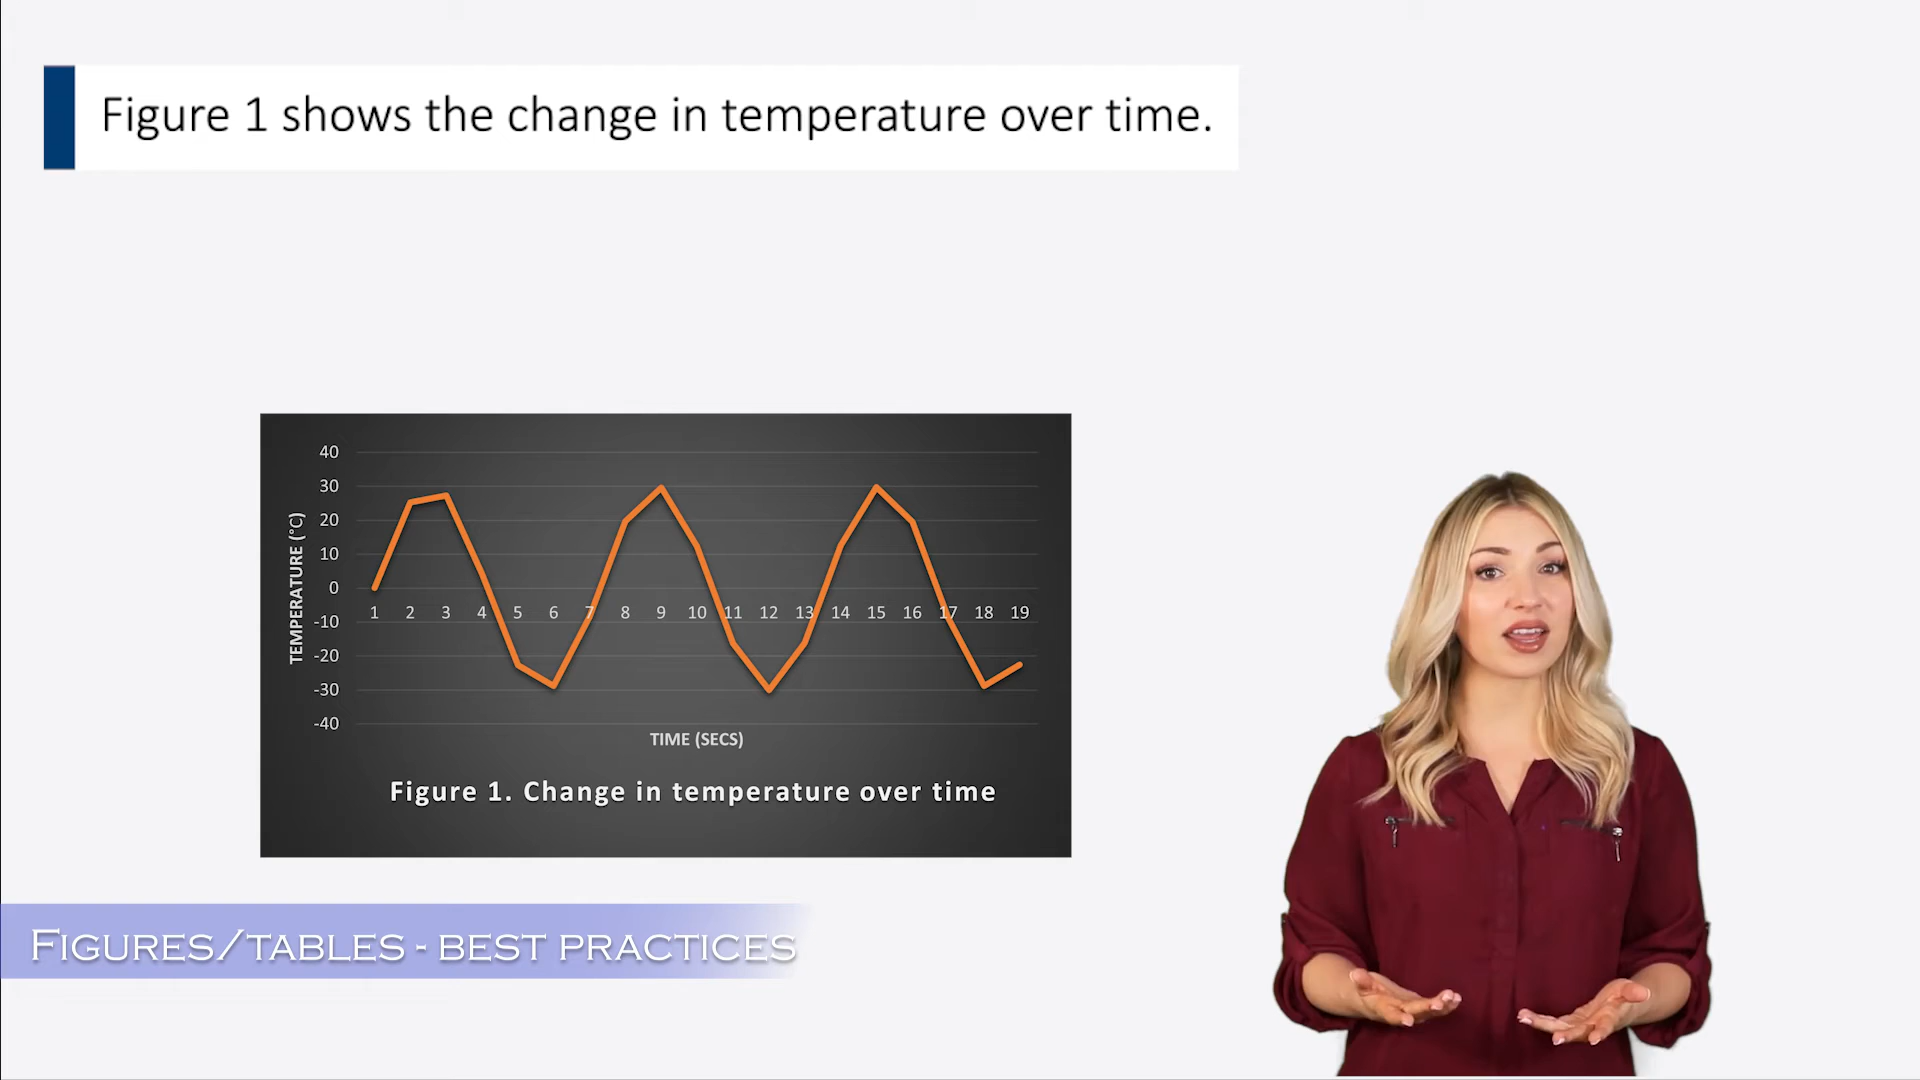 Figure 1 shows the change in temperature over time.
40
30
20
10
0
-10
-20
-30
-40
TEMPERATURE (°C)
1 2 3 4 5 6 7 8 9 10 11 12 13 14 15 16 17 18 19
TIME (SECS)
Figure 1. Change in temperature over time
FIGURES/TABLES - BEST PRACTICES